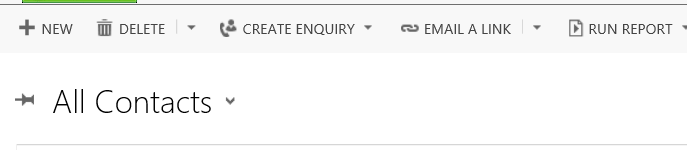 NEW DELETE CREATE ENQUIRY EMAIL A LINK RUN REPORT
All Contacts